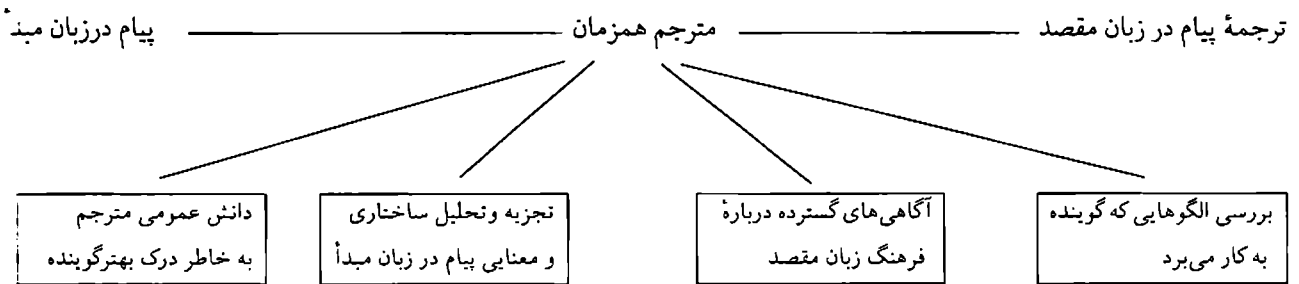 ترجمهٔ پیام در زبان مقصد مترجم همزمان پیام درزبان مبدأ
بررسی الگوهایی که گوینده
به کار می‌برد
آگاهی‌های گسترده دربارهٔ
فرهنگ زبان مقصد
تجزیه وتحلیل ساختاری
و معنایی پیام در زبان مبدأ
دانش عمومی مترجم
به خاطر درک بهترگوینده